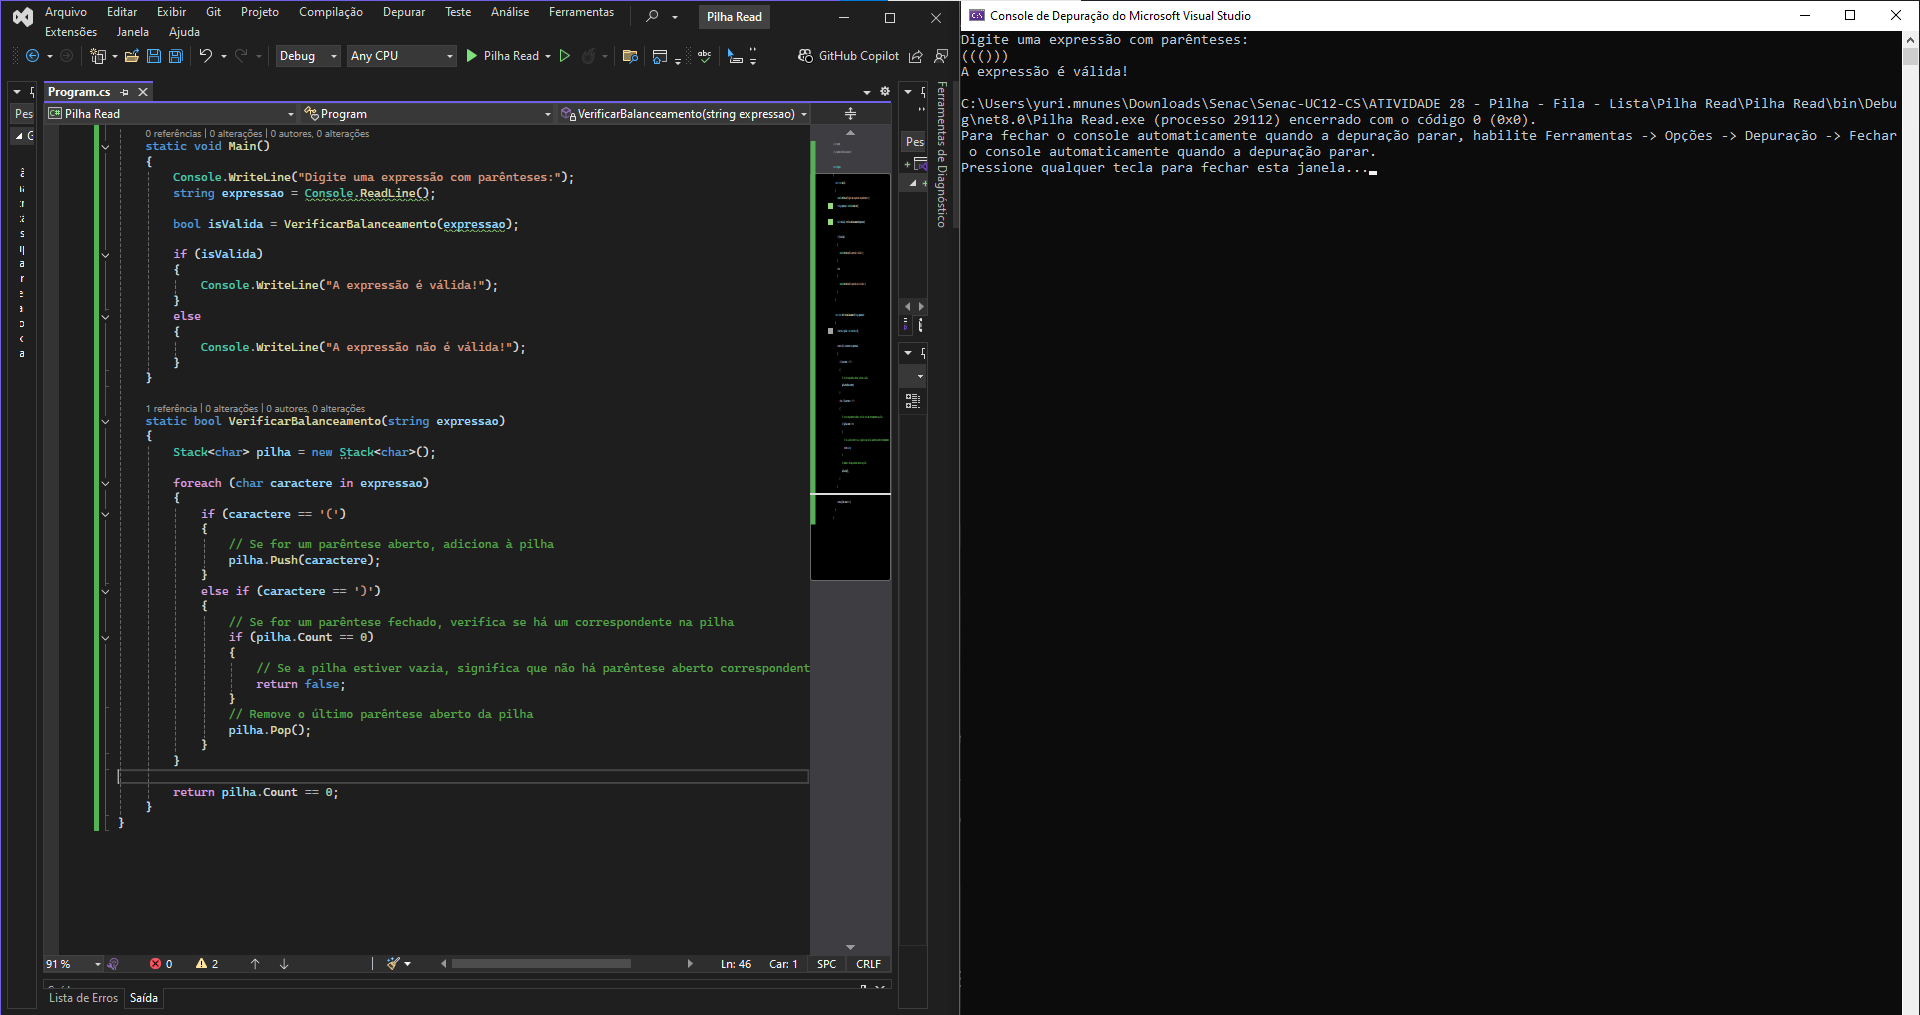 Arquivo Editar Exibir Git Projeto Compilação Depurar Teste Análise Ferramentas
Extensões Janela Ajuda
Pilha Read
Debug Any CPU Pilha Read GitHub Copilot
Program.cs
Pilha Read Program VerificarBalanceamento(string expressao)
Pes
0 referências | 0 alterações | 0 autores, 0 alterações
static void Main()
{
Console.WriteLine("Digite uma expressão com parênteses:");
string expressao = Console.ReadLine();
bool isValida = VerificarBalanceamento(expressao);
if (isValida)
{
Console.WriteLine("A expressão é válida!");
}
else
{
Console.WriteLine("A expressão não é válida!");
}
}
1 referência | 0 alterações | 0 autores, 0 alterações
static bool VerificarBalanceamento(string expressao)
{
Stack<char> pilha = new Stack<char>();
foreach (char caractere in expressao)
{
if (caractere == '(')
{
// Se for um parêntese aberto, adiciona à pilha
pilha.Push(caractere);
}
else if (caractere == ')')
{
// Se for um parêntese fechado, verifica se há um correspondente na pilha
if (pilha.Count == 0)
{
// Se a pilha estiver vazia, significa que não há parêntese aberto correspondent
return false;
}
// Remove o último parêntese aberto da pilha
pilha.Pop();
}
}
return pilha.Count == 0;
}
}
91 % 0 2 Ln: 46 Car: 1 SPC CRLF
Lista de Erros Saída
Pes
Ferramentas de Diagnóstico
Console de Depuração do Microsoft Visual Studio
Digite uma expressão com parênteses:
((()))
A expressão é válida!
C:\Users\yuri.mnunes\Downloads\Senac\Senac-UC12-CS\ATIVIDADE 28 - Pilha - Fila - Lista\Pilha Read\Pilha Read\bin\Debu
g\net8.0\Pilha Read.exe (processo 29112) encerrado com o código 0 (0x0).
Para fechar o console automaticamente quando a depuração parar, habilite Ferramentas -> Opções -> Depuração -> Fechar
o console automaticamente quando a depuração parar.
Pressione qualquer tecla para fechar esta janela...